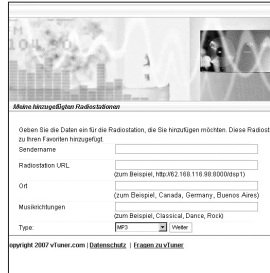 Meine hinzugefügten Radiostationen
Geben Sie die Daten ein für die Radiostation, die Sie hinzufügen möchten. Diese Radiost
zu Ihren Favoriten hinzugefügt.
Sendername
Radiostation URL
(zum Beispiel, http://62.168.116.98:8000/dsp1)
Ort
(zum Beispiel, Canada, Germany, Buenos Aires)
Musikrichtungen
(zum Beispiel, Classical, Dance, Rock)
Type: MP3 Weiter
opyright 2007 vTuner.com | Datenschutz | Fragen zu vTuner